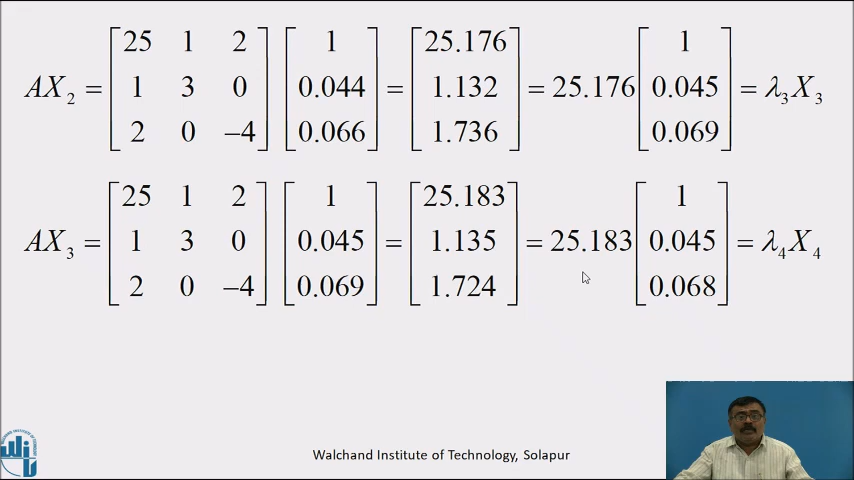 AX₂ = [25 1 2; 1 3 0; 2 0 −4] [1; 0.044; 0.066] = [25.176; 1.132; 1.736] = 25.176 [1; 0.045; 0.069] = λ₃X₃
AX₃ = [25 1 2; 1 3 0; 2 0 −4] [1; 0.045; 0.069] = [25.183; 1.135; 1.724] = 25.183 [1; 0.045; 0.068] = λ₄X₄
Walchand Institute of Technology, Solapur